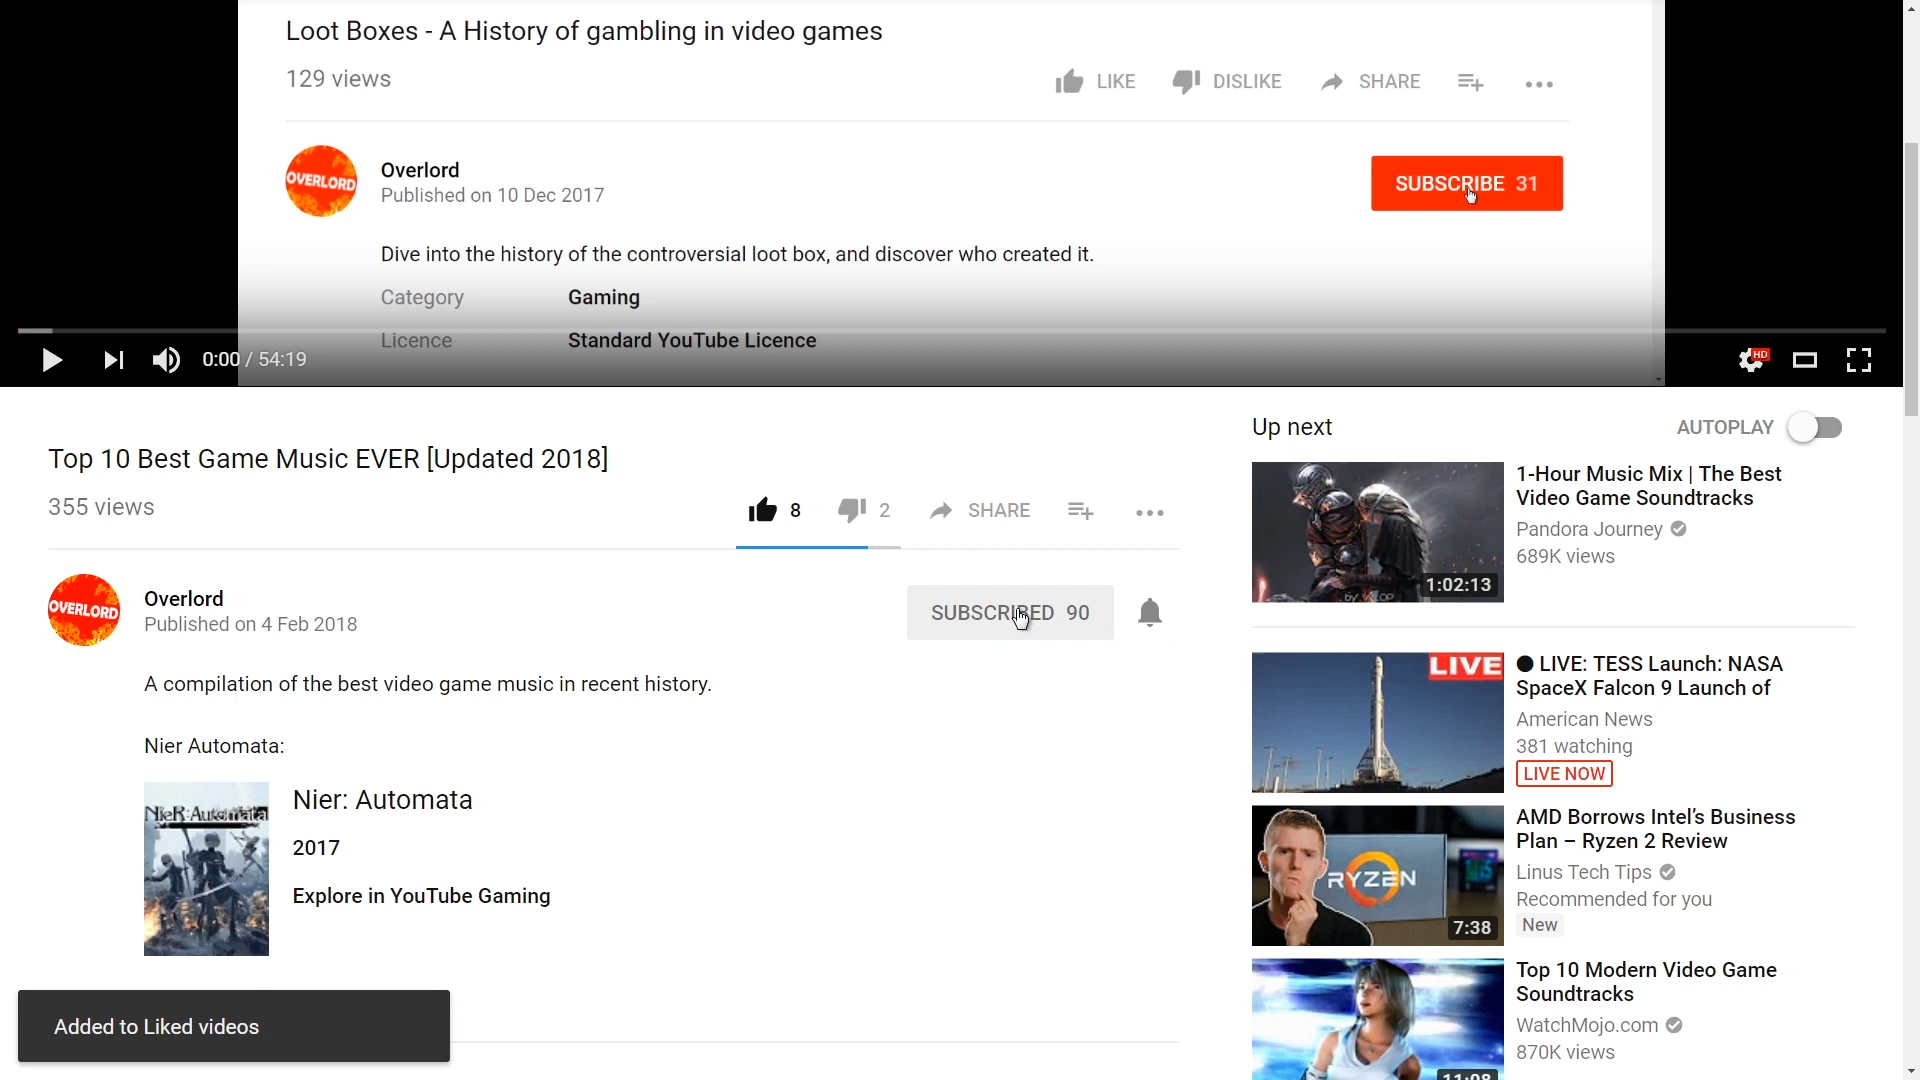 Loot Boxes - A History of gambling in video games
129 views
LIKE DISLIKE SHARE
OVERLORD
Overlord
Published on 10 Dec 2017
SUBSCRIBE 31
Dive into the history of the controversial loot box, and discover who created it.
Category Gaming
Licence Standard YouTube Licence
0:00 / 54:19
HD
Top 10 Best Game Music EVER [Updated 2018]
355 views
8 2 SHARE
OVERLORD
Overlord
Published on 4 Feb 2018
SUBSCRIBED 90
A compilation of the best video game music in recent history.
Nier Automata:
NieR:Automata
Nier: Automata
2017
Explore in YouTube Gaming
Added to Liked videos
Up next
AUTOPLAY
1:02:13
1-Hour Music Mix | The Best
Video Game Soundtracks
Pandora Journey
689K views
LIVE
LIVE: TESS Launch: NASA
SpaceX Falcon 9 Launch of
American News
381 watching
LIVE NOW
RYZEN
7:38
AMD Borrows Intel's Business
Plan – Ryzen 2 Review
Linus Tech Tips
Recommended for you
New
11:08
Top 10 Modern Video Game
Soundtracks
WatchMojo.com
870K views